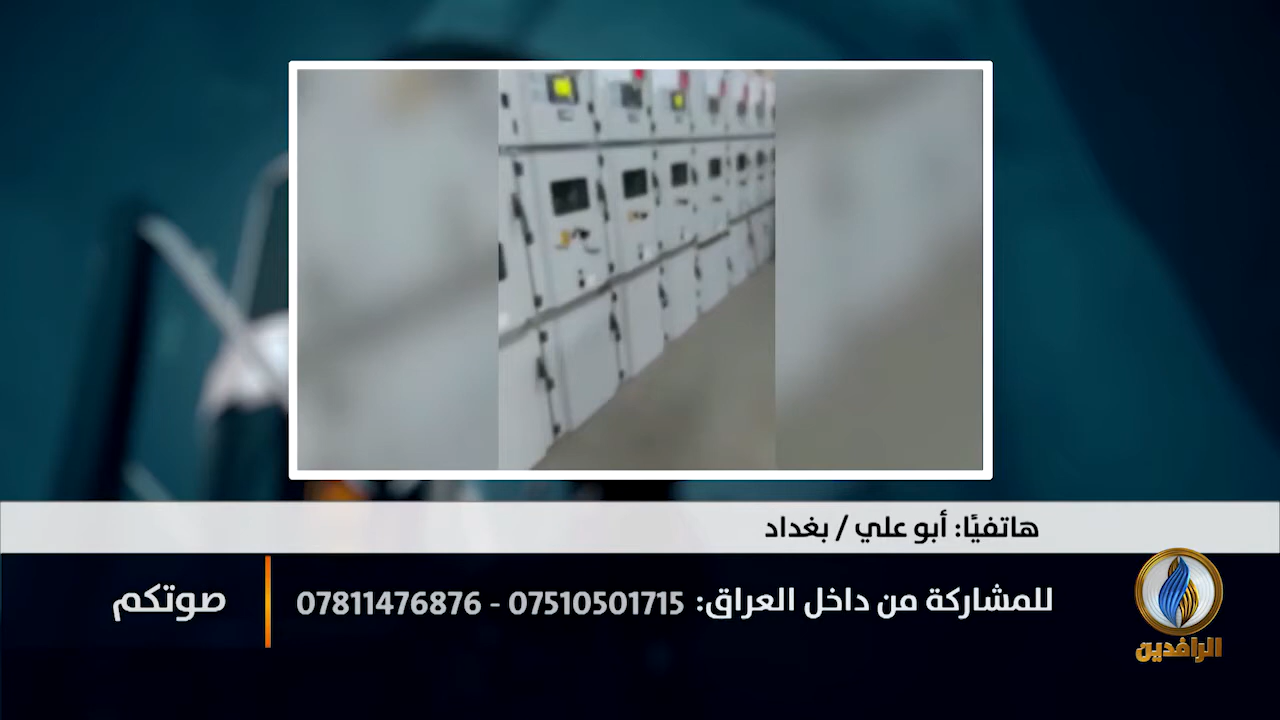 هاتفيًا: أبو علي / بغداد
للمشاركة من داخل العراق: 07510501715 - 07811476876
صوتكم
الرافدين